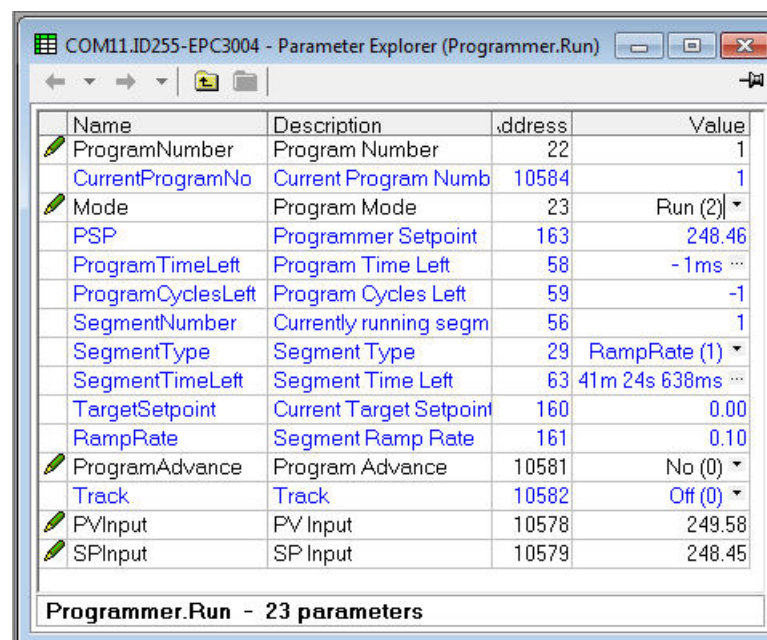 COM11.ID255-EPC3004 - Parameter Explorer (Programmer.Run)
Name Description ddress Value
ProgramNumber Program Number 22 1
CurrentProgramNo Current Program Numb 10584 1
Mode Program Mode 23 Run (2)
PSP Programmer Setpoint 163 248.46
ProgramTimeLeft Program Time Left 58 -1ms ...
ProgramCyclesLeft Program Cycles Left 59 -1
SegmentNumber Currently running segm 56 1
SegmentType Segment Type 29 RampRate (1)
SegmentTimeLeft Segment Time Left 63 41m 24s 638ms ...
TargetSetpoint Current Target Setpoint 160 0.00
RampRate Segment Ramp Rate 161 0.10
ProgramAdvance Program Advance 10581 No (0)
Track Track 10582 Off (0)
PVInput PV Input 10578 249.58
SPInput SP Input 10579 248.45
Programmer.Run - 23 parameters